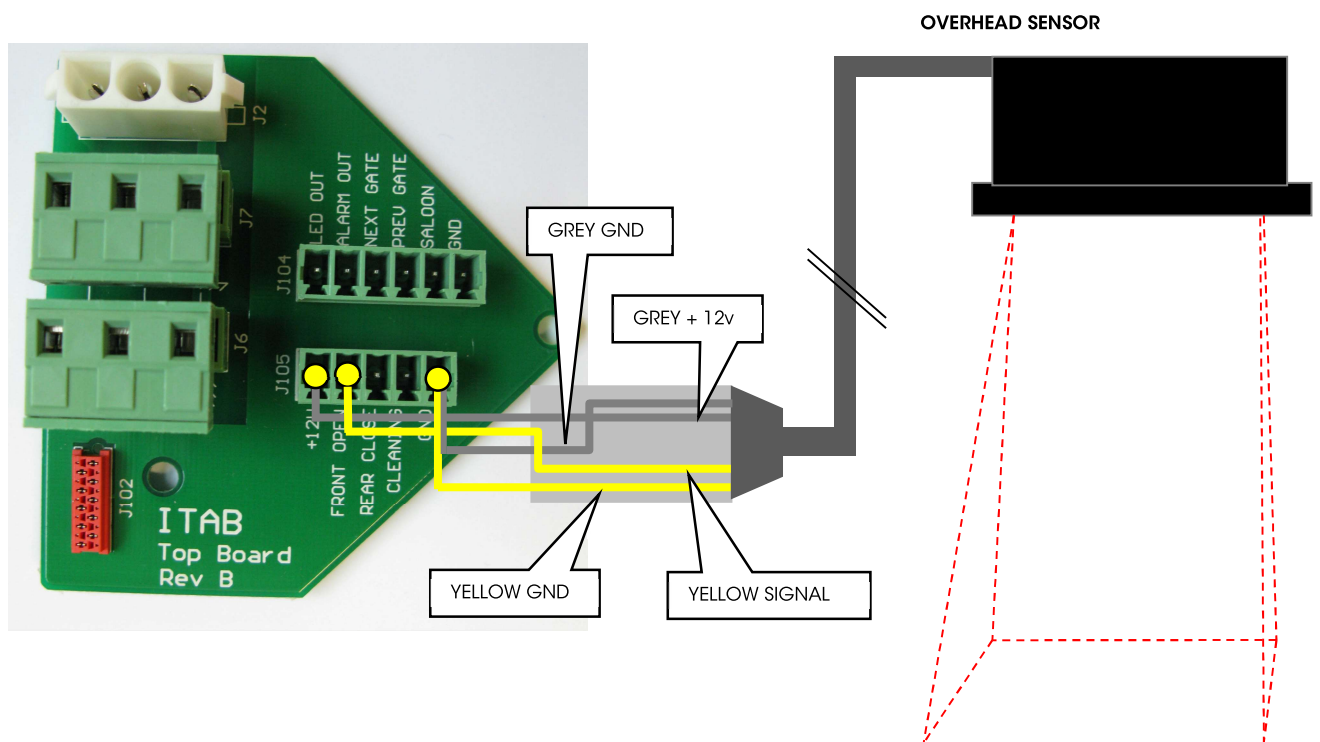 OVERHEAD SENSOR
J2
J7
J6
LED OUT
ALARM OUT
NEXT GATE
PREV GATE
SALOON
GND
J104
GREY GND
GREY + 12v
J105
FRONT OPEN
REAR CLOSE
CLEANING
GND
J102
ITAB
Top Board
Rev B
YELLOW GND
YELLOW SIGNAL